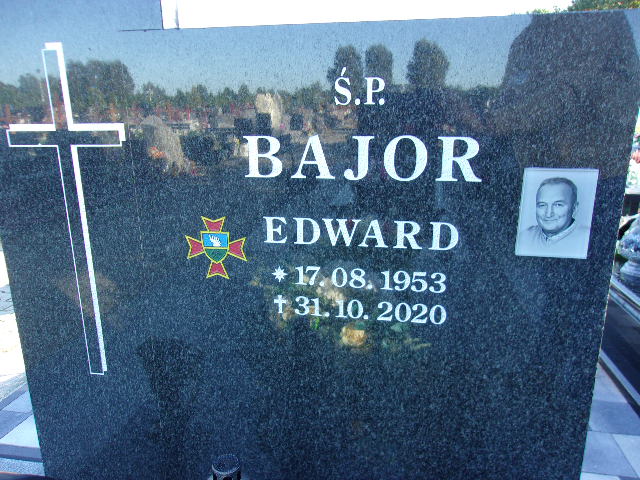 Ś.P.
BAJOR
EDWARD
* 17. 08. 1953
† 31. 10. 2020